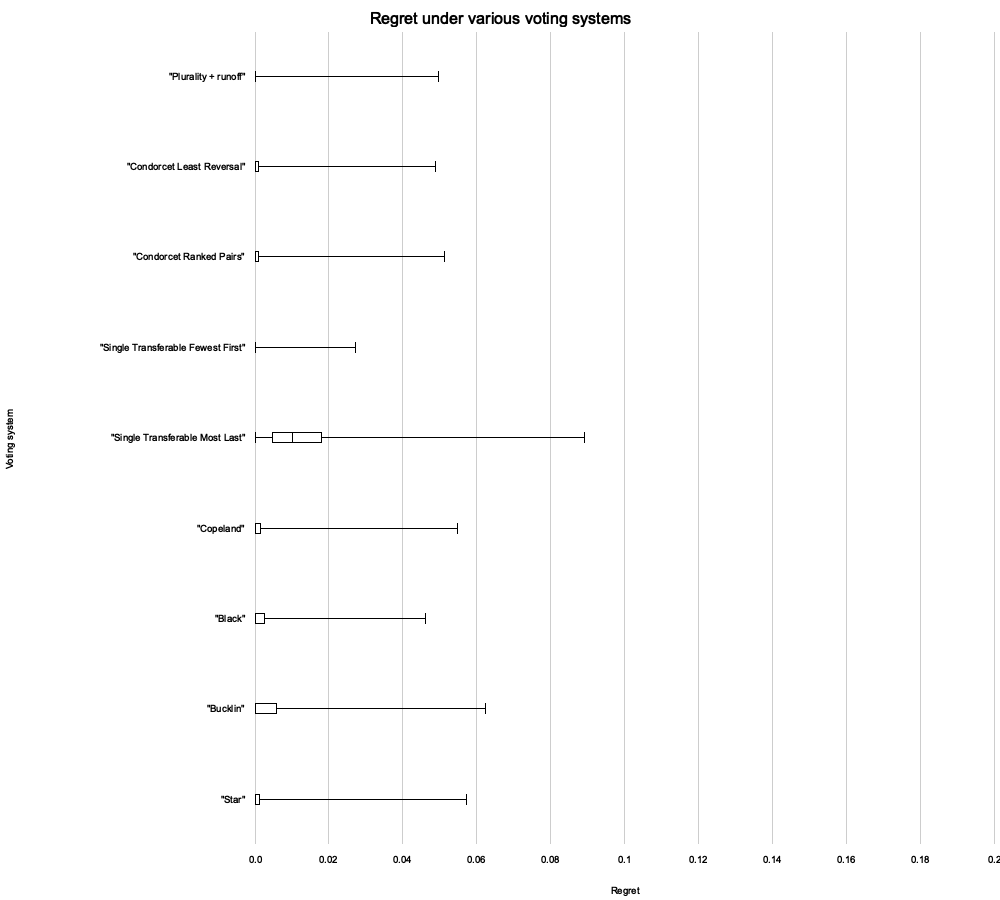 Regret under various voting systems
"Plurality + runoff"
"Condorcet Least Reversal"
"Condorcet Ranked Pairs"
"Single Transferable Fewest First"
"Single Transferable Most Last"
"Copeland"
"Black"
"Bucklin"
"Star"
Voting system
0.0 0.02 0.04 0.06 0.08 0.1 0.12 0.14 0.16 0.18 0.2
Regret